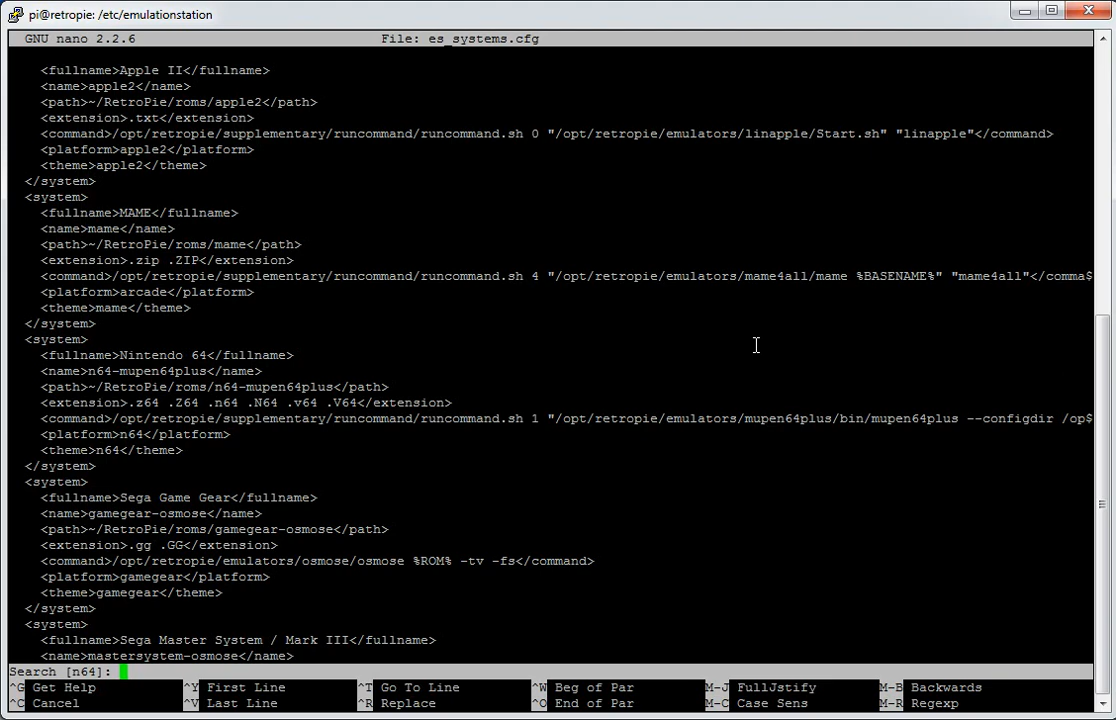 pi@retropie: /etc/emulationstation
GNU nano 2.2.6 File: es_systems.cfg
<fullname>Apple II</fullname>
<name>apple2</name>
<path>~/RetroPie/roms/apple2</path>
<extension>.txt</extension>
<command>/opt/retropie/supplementary/runcommand/runcommand.sh 0 "/opt/retropie/emulators/linapple/Start.sh" "linapple"</command>
<platform>apple2</platform>
<theme>apple2</theme>
</system>
<system>
<fullname>MAME</fullname>
<name>mame</name>
<path>~/RetroPie/roms/mame</path>
<extension>.zip .ZIP</extension>
<command>/opt/retropie/supplementary/runcommand/runcommand.sh 4 "/opt/retropie/emulators/mame4all/mame %BASENAME%" "mame4all"</comma$
<platform>arcade</platform>
<theme>mame</theme>
</system>
<system>
<fullname>Nintendo 64</fullname>
<name>n64-mupen64plus</name>
<path>~/RetroPie/roms/n64-mupen64plus</path>
<extension>.z64 .Z64 .n64 .N64 .v64 .V64</extension>
<command>/opt/retropie/supplementary/runcommand/runcommand.sh 1 "/opt/retropie/emulators/mupen64plus/bin/mupen64plus --configdir /op$
<platform>n64</platform>
<theme>n64</theme>
</system>
<system>
<fullname>Sega Game Gear</fullname>
<name>gamegear-osmose</name>
<path>~/RetroPie/roms/gamegear-osmose</path>
<extension>.gg .GG</extension>
<command>/opt/retropie/emulators/osmose/osmose %ROM% -tv -fs</command>
<platform>gamegear</platform>
<theme>gamegear</theme>
</system>
<system>
<fullname>Sega Master System / Mark III</fullname>
<name>mastersystem-osmose</name>
Search [n64]:
^G Get Help ^Y First Line ^T Go To Line ^W Beg of Par M-J FullJstify M-B Backwards
^C Cancel ^V Last Line ^R Replace ^O End of Par M-C Case Sens M-R Regexp